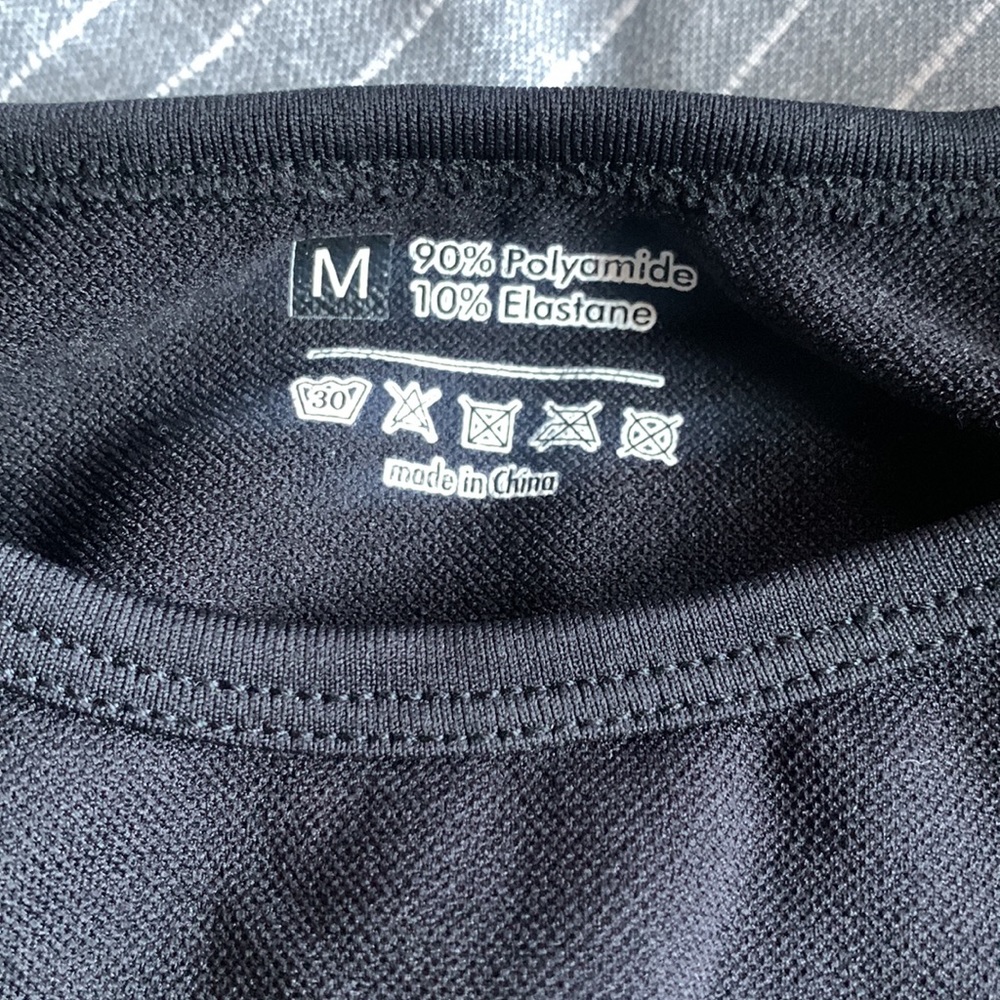 M
90% Polyamide
10% Elastane
30
made in China